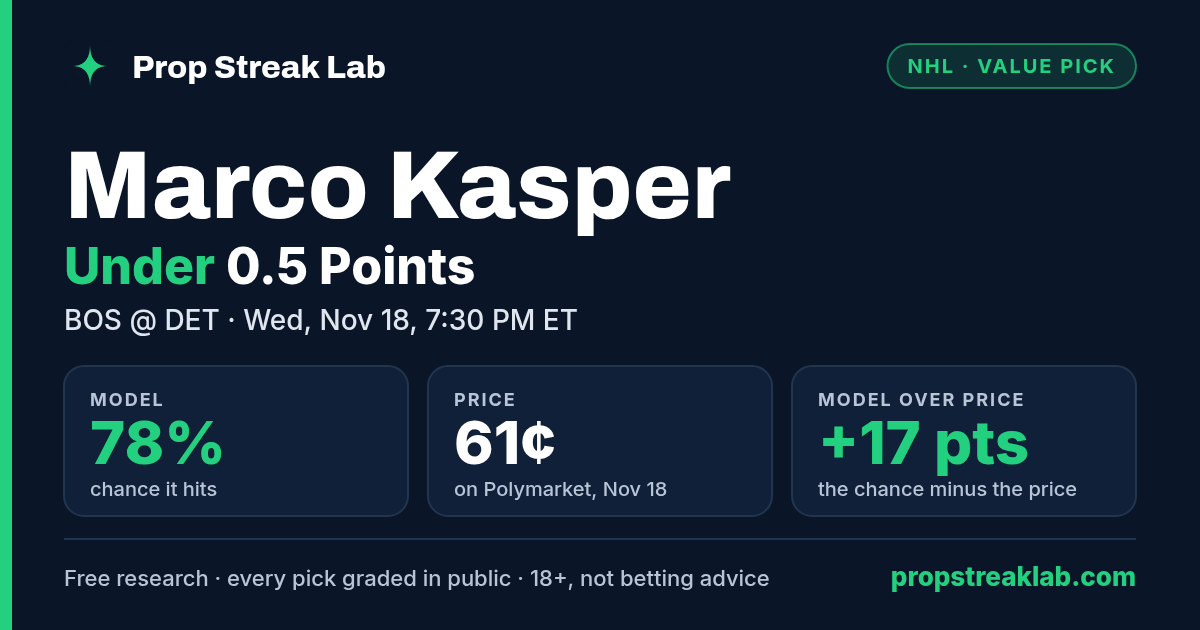 Prop Streak Lab
NHL · VALUE PICK
Marco Kasper
Under 0.5 Points
BOS @ DET · Wed, Nov 18, 7:30 PM ET
MODEL
78%
chance it hits
PRICE
61¢
on Polymarket, Nov 18
MODEL OVER PRICE
+17 pts
the chance minus the price
Free research · every pick graded in public · 18+, not betting advice
propstreaklab.com